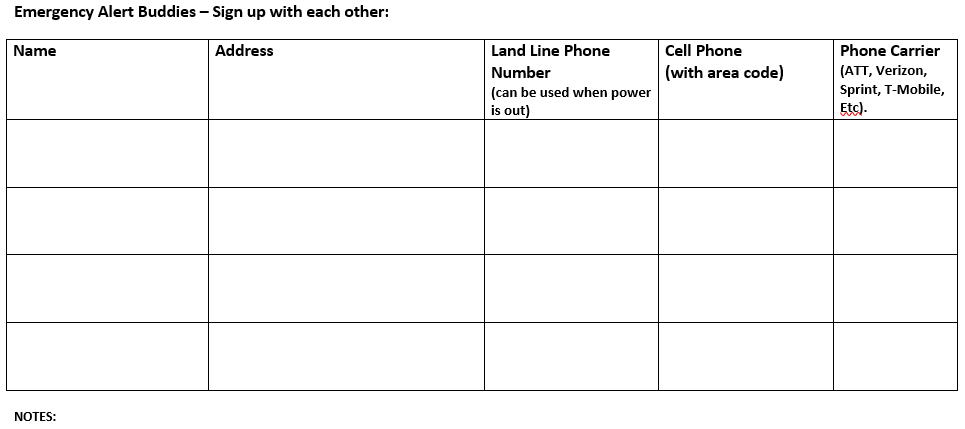 Emergency Alert Buddies – Sign up with each other:
Name
Address
Land Line Phone
Number
(can be used when power
is out)
Cell Phone
(with area code)
Phone Carrier
(ATT, Verizon,
Sprint, T-Mobile,
Etc).
NOTES: